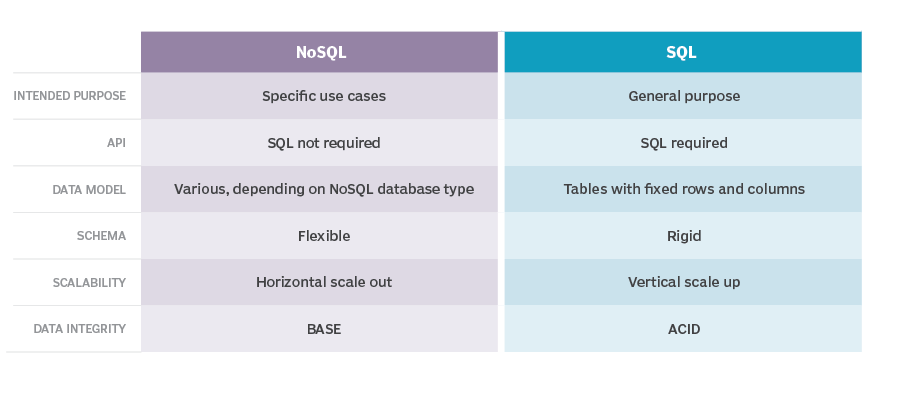 NoSQL SQL
INTENDED PURPOSE Specific use cases General purpose
API SQL not required SQL required
DATA MODEL Various, depending on NoSQL database type Tables with fixed rows and columns
SCHEMA Flexible Rigid
SCALABILITY Horizontal scale out Vertical scale up
DATA INTEGRITY BASE ACID